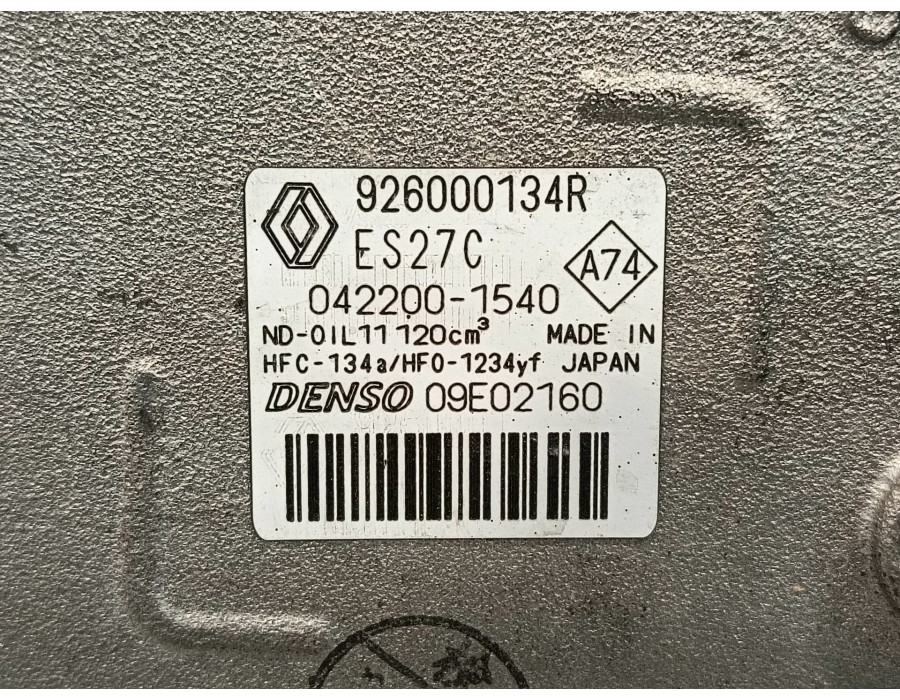 926000134R
ES27C
A74
042200-1540
ND-OIL11 120cm³ MADE IN
HFC-134a/HFO-1234yf JAPAN
DENSO 09E02160